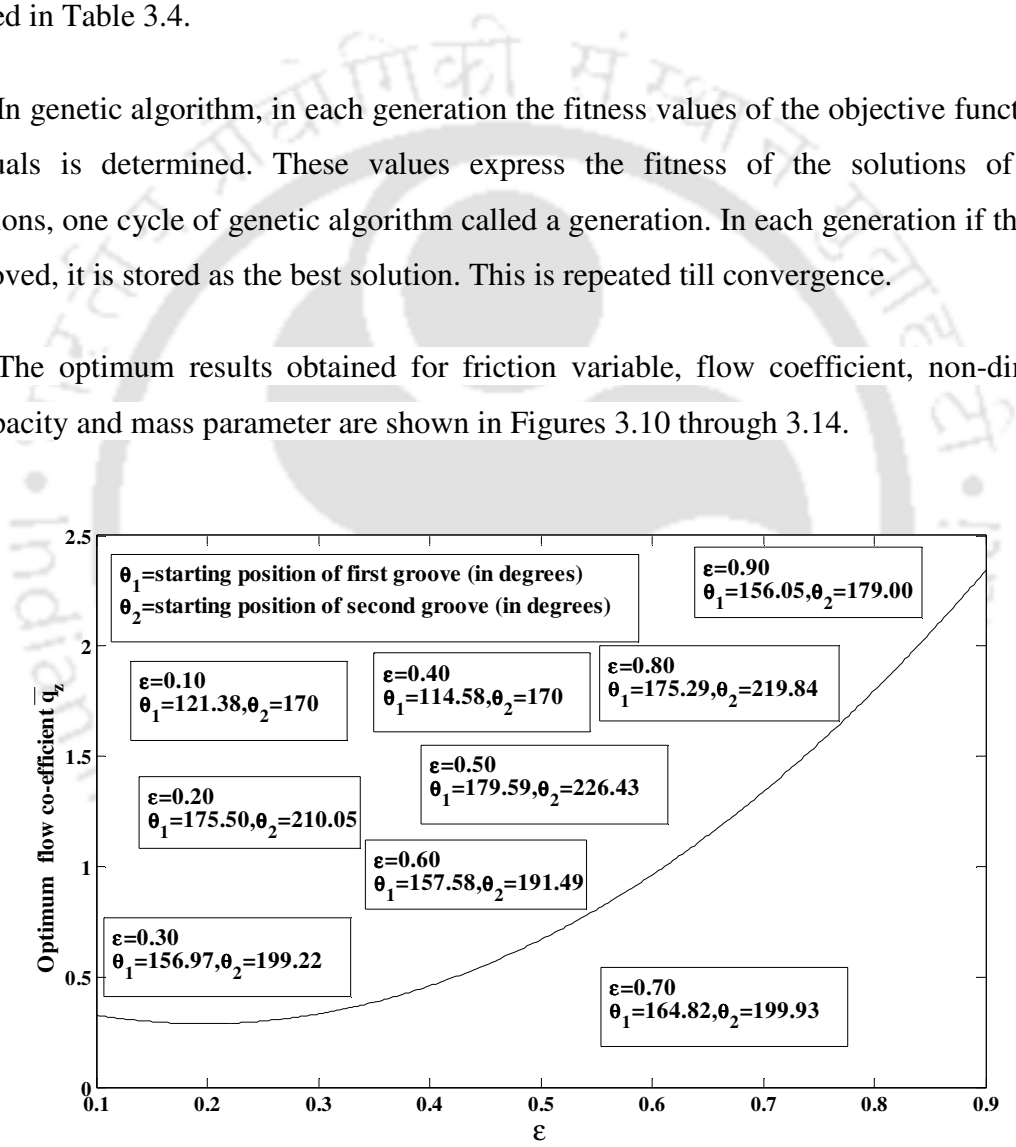 ed in Table 3.4.
In genetic algorithm, in each generation the fitness values of the objective funct
uals is determined. These values express the fitness of the solutions of
ions, one cycle of genetic algorithm called a generation. In each generation if th
oved, it is stored as the best solution. This is repeated till convergence.
The optimum results obtained for friction variable, flow coefficient, non-di
pacity and mass parameter are shown in Figures 3.10 through 3.14.
θ₁=starting position of first groove (in degrees)
θ₂=starting position of second groove (in degrees)
ε=0.90
θ₁=156.05,θ₂=179.00
ε=0.10
θ₁=121.38,θ₂=170
ε=0.40
θ₁=114.58,θ₂=170
ε=0.80
θ₁=175.29,θ₂=219.84
ε=0.50
θ₁=179.59,θ₂=226.43
ε=0.20
θ₁=175.50,θ₂=210.05
ε=0.60
θ₁=157.58,θ₂=191.49
ε=0.30
θ₁=156.97,θ₂=199.22
ε=0.70
θ₁=164.82,θ₂=199.93
Optimum flow co-efficient q̅z
2.5
2
1.5
1
0.5
0
0.1 0.2 0.3 0.4 0.5 0.6 0.7 0.8 0.9
ε
Indian